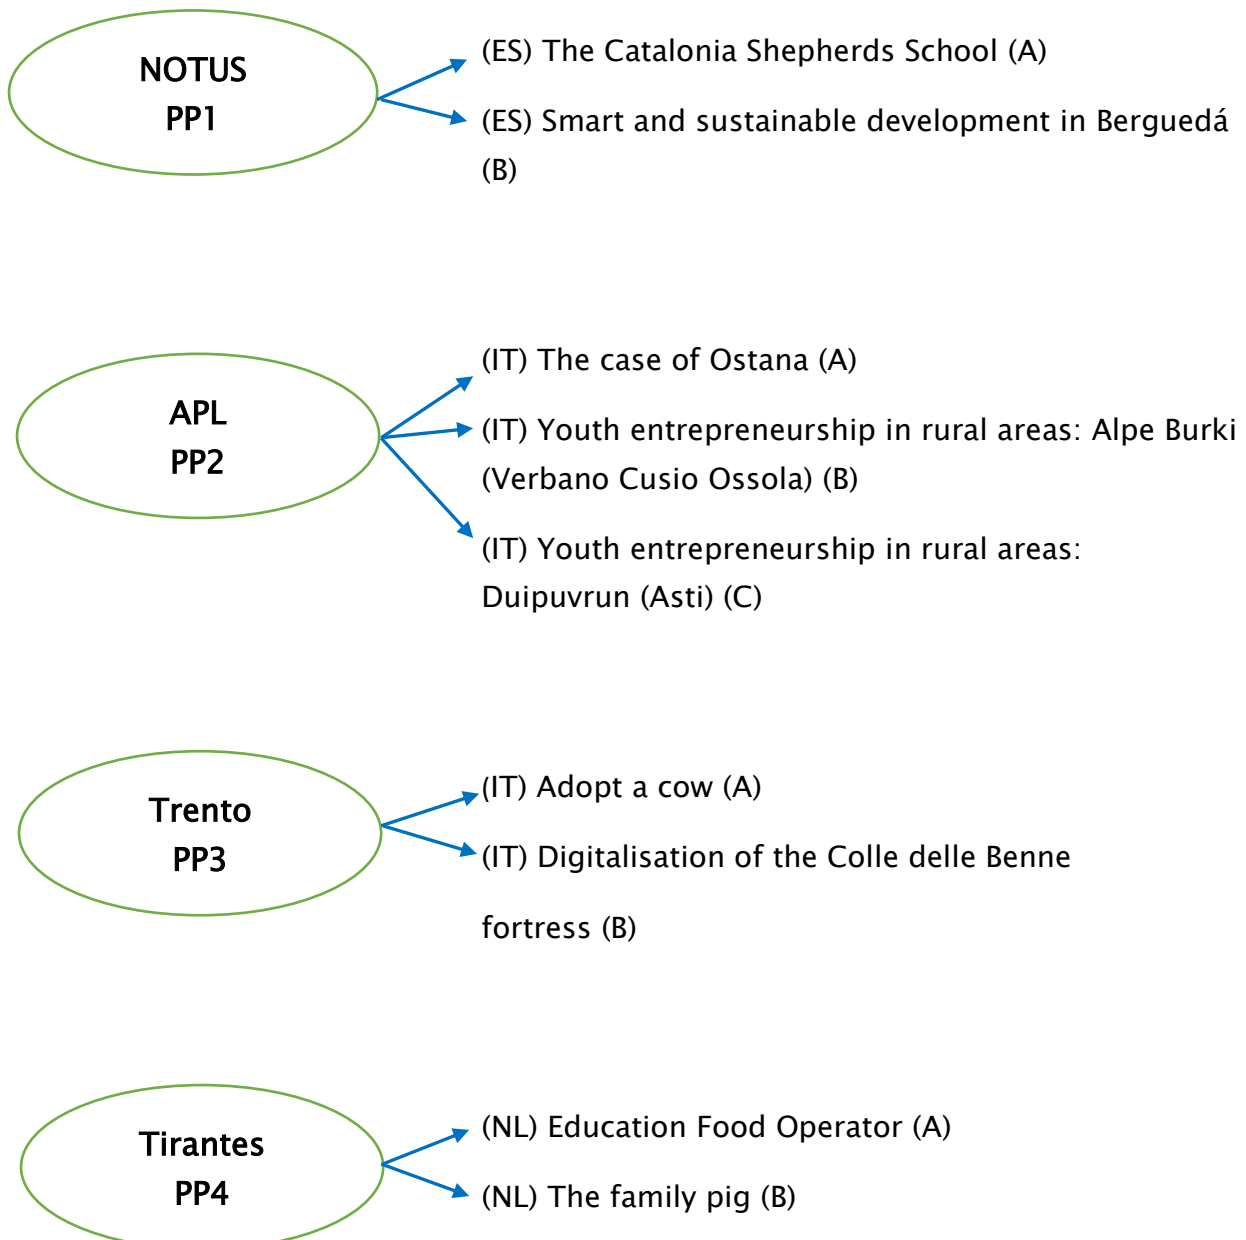 NOTUS
PP1
(ES) The Catalonia Shepherds School (A)
(ES) Smart and sustainable development in Berguedá
(B)
APL
PP2
(IT) The case of Ostana (A)
(IT) Youth entrepreneurship in rural areas: Alpe Burki
(Verbano Cusio Ossola) (B)
(IT) Youth entrepreneurship in rural areas:
Duipuvrun (Asti) (C)
Trento
PP3
(IT) Adopt a cow (A)
(IT) Digitalisation of the Colle delle Benne
fortress (B)
Tirantes
PP4
(NL) Education Food Operator (A)
(NL) The family pig (B)